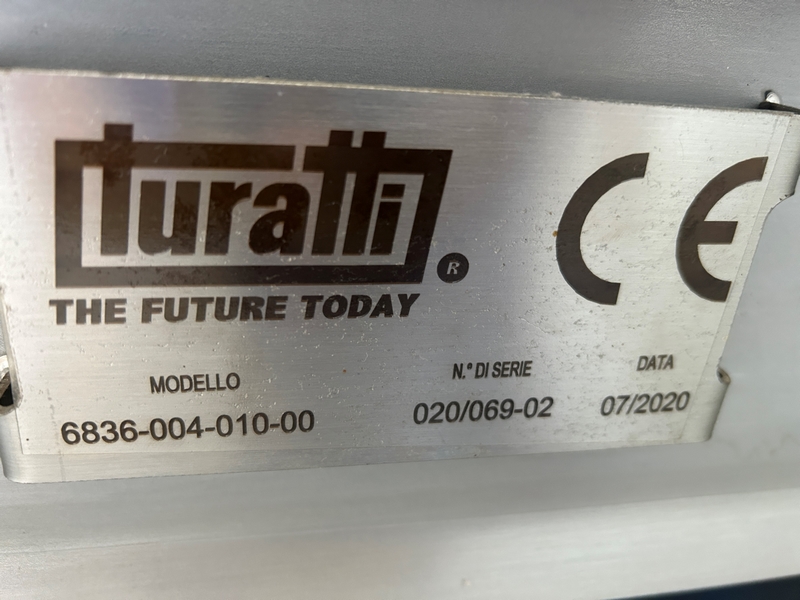 turatti
®
THE FUTURE TODAY
CE
MODELLO N.° DI SERIE DATA
6836-004-010-00 020/069-02 07/2020